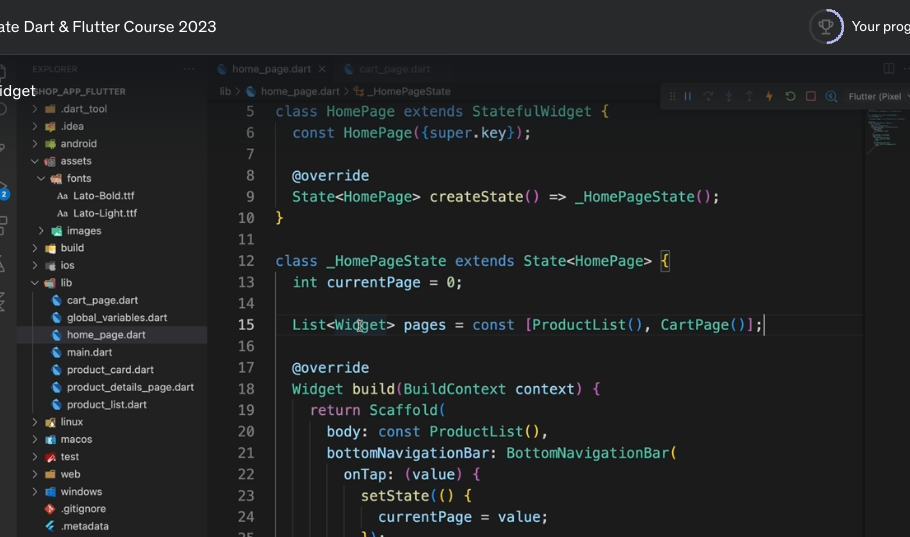 ate Dart & Flutter Course 2023
Your prog
EXPLORER
idget
SHOP_APP_FLUTTER
.dart_tool
.idea
android
assets
fonts
Aa Lato-Bold.ttf
Aa Lato-Light.ttf
images
build
ios
lib
cart_page.dart
global_variables.dart
home_page.dart
main.dart
product_card.dart
product_details_page.dart
product_list.dart
linux
macos
test
web
windows
.gitignore
.metadata
2
home_page.dart ×
cart_page.dart
lib > home_page.dart > _HomePageState
Flutter (Pixel
5 class HomePage extends StatefulWidget {
6 const HomePage({super.key});
7
8 @override
9 State<HomePage> createState() => _HomePageState();
10 }
11
12 class _HomePageState extends State<HomePage> {
13 int currentPage = 0;
14
15 List<Widget> pages = const [ProductList(), CartPage()];
16
17 @override
18 Widget build(BuildContext context) {
19 return Scaffold(
20 body: const ProductList(),
21 bottomNavigationBar: BottomNavigationBar(
22 onTap: (value) {
23 setState(() {
24 currentPage = value;
25 });